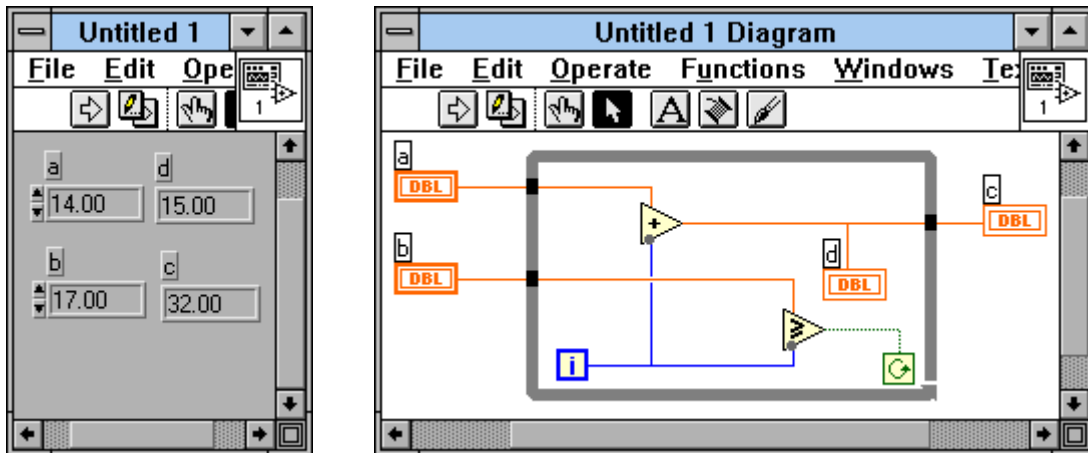 Untitled 1
File Edit Ope
1
a d
14.00 15.00
b c
17.00 32.00
Untitled 1 Diagram
File Edit Operate Functions Windows Te
1
A
a
DBL
c
DBL
b
DBL
+
d
DBL
≥
i